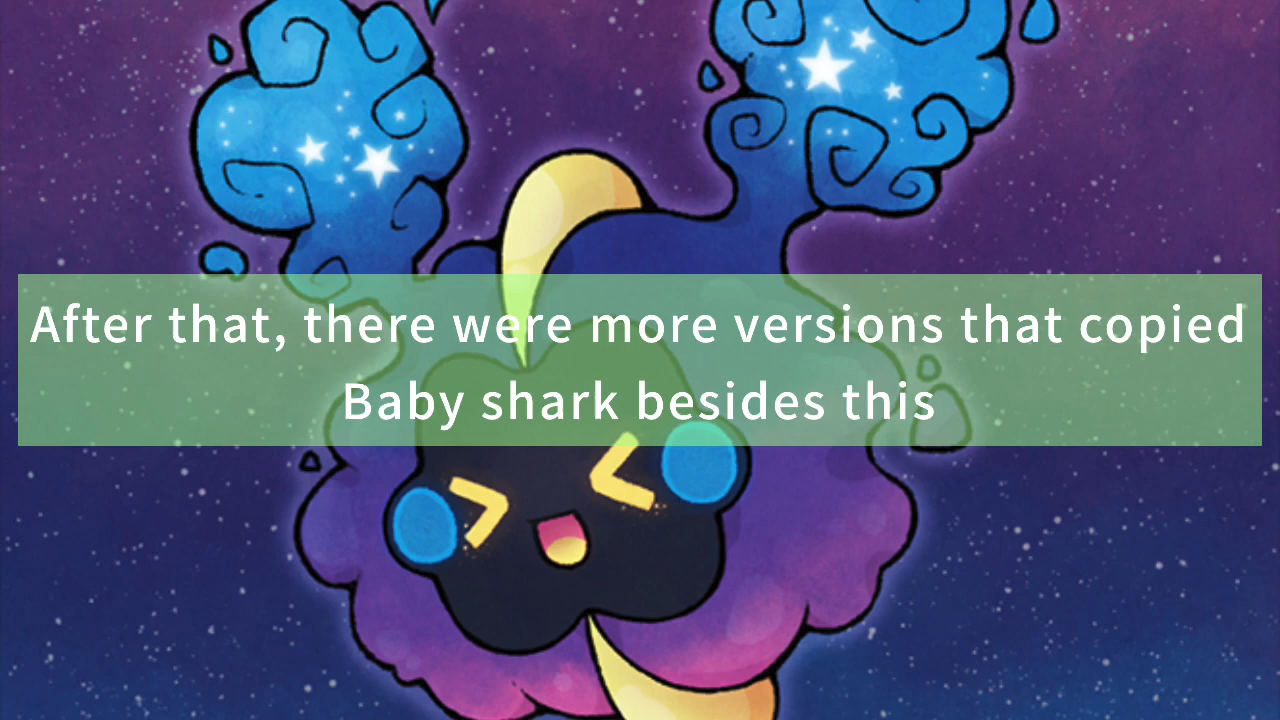 After that, there were more versions that copied
Baby shark besides this